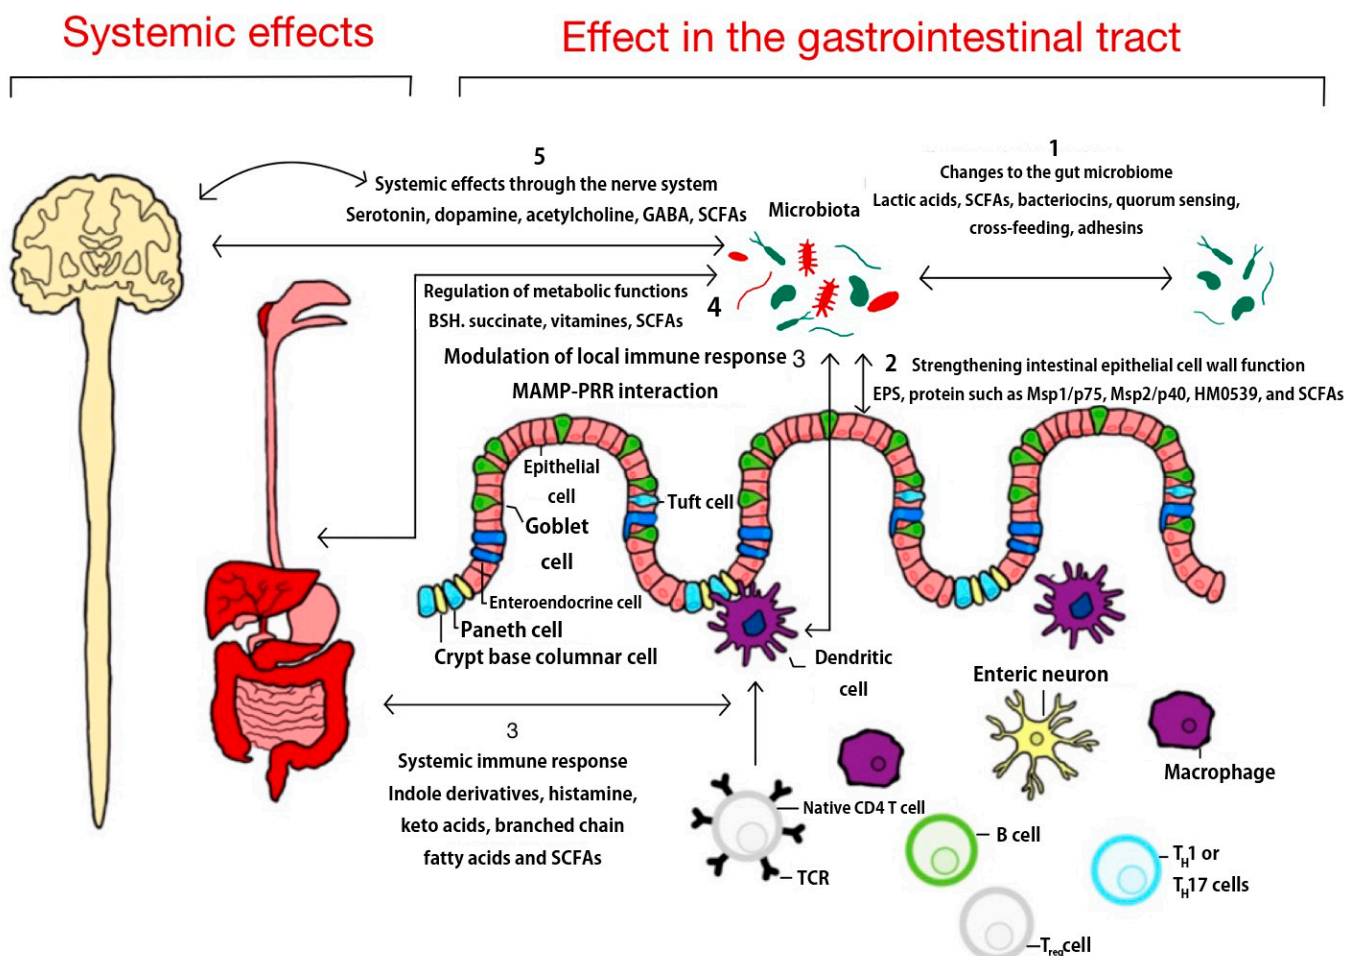 Systemic effects
Effect in the gastrointestinal tract
5
Systemic effects through the nerve system
Serotonin, dopamine, acetylcholine, GABA, SCFAs
Microbiota
1
Changes to the gut microbiome
Lactic acids, SCFAs, bacteriocins, quorum sensing,
cross-feeding, adhesins
Regulation of metabolic functions
BSH. succinate, vitamines, SCFAs
4
Modulation of local immune response 3
MAMP-PRR interaction
2 Strengthening intestinal epithelial cell wall function
EPS, protein such as Msp1/p75, Msp2/p40, HM0539, and SCFAs
Epithelial
cell
Goblet
cell
Tuft cell
Enteroendocrine cell
Paneth cell
Crypt base columnar cell
Dendritic
cell
Enteric neuron
Macrophage
3
Systemic immune response
Indole derivatives, histamine,
keto acids, branched chain
fatty acids and SCFAs
Native CD4 T cell
TCR
B cell
TH1 or
TH17 cells
Treg cell